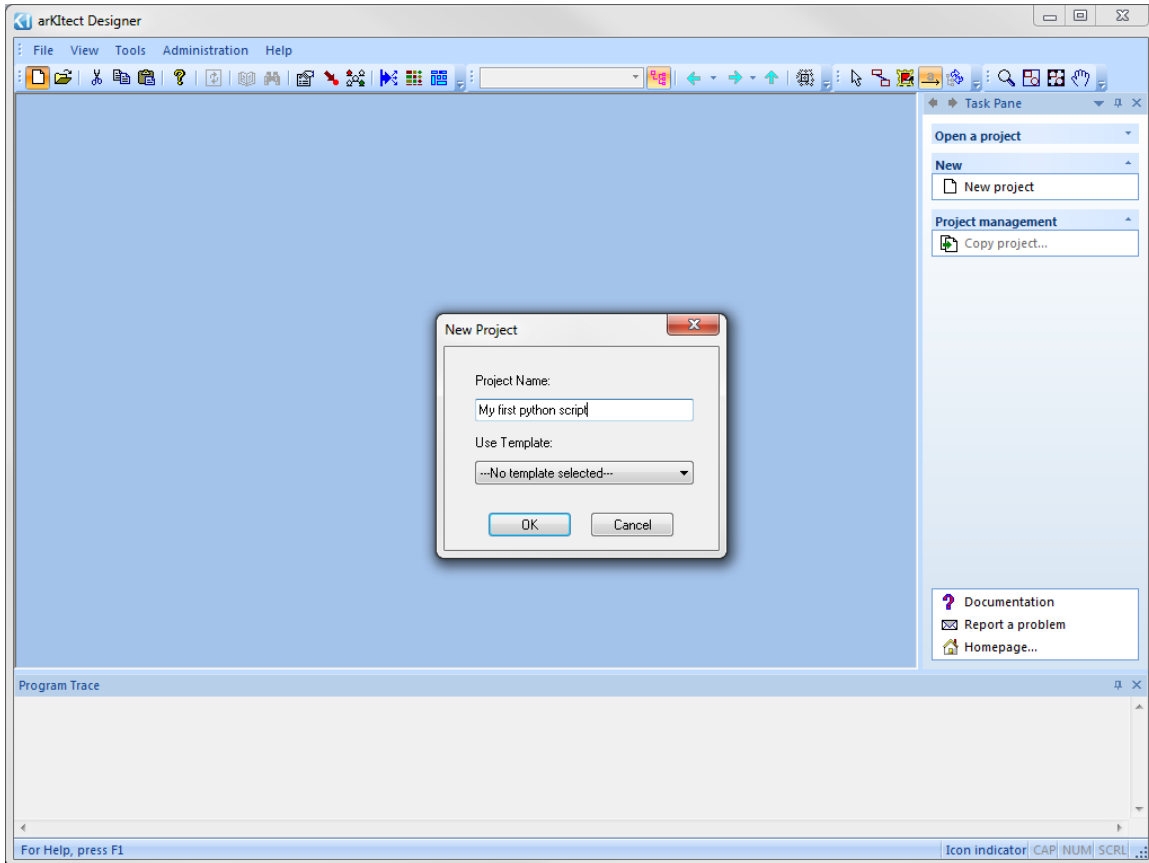 arKItect Designer
File View Tools Administration Help
Task Pane
Open a project
New
New project
Project management
Copy project...
New Project
Project Name:
My first python script
Use Template:
---No template selected---
OK Cancel
Documentation
Report a problem
Homepage...
Program Trace
For Help, press F1 Icon indicator CAP NUM SCRL